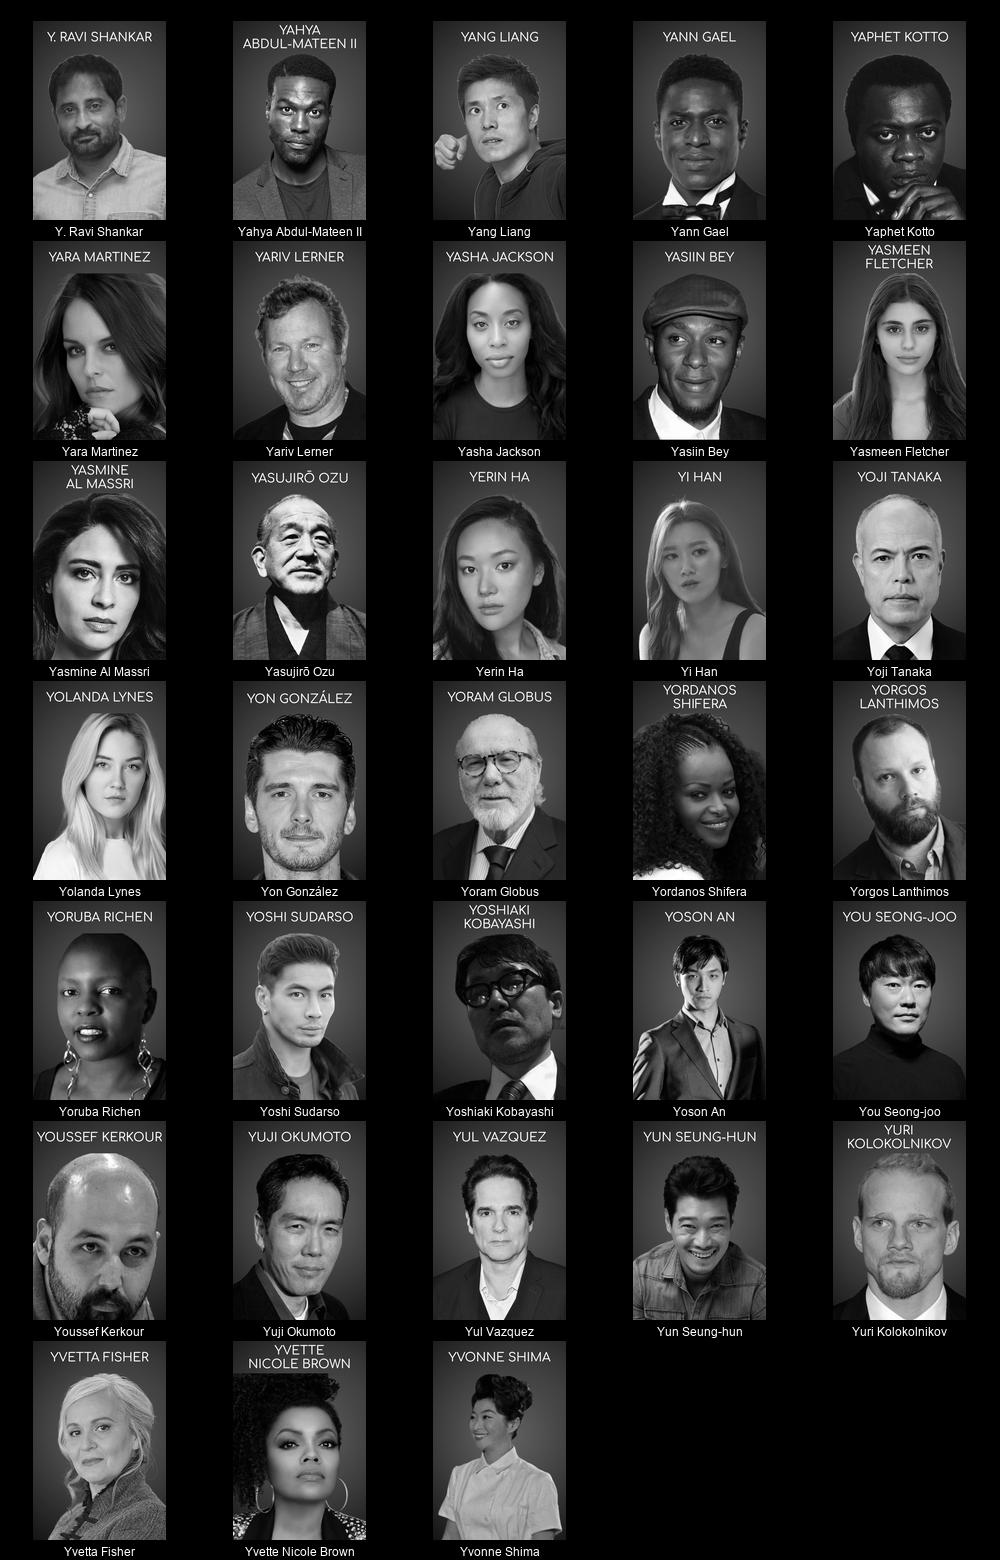 Y. RAVI SHANKAR
YAHYA
ABDUL-MATEEN II
YANG LIANG
YANN GAEL
YAPHET KOTTO
Y. Ravi Shankar
Yahya Abdul-Mateen II
Yang Liang
Yann Gael
Yaphet Kotto
YARA MARTINEZ
YARIV LERNER
YASHA JACKSON
YASIIN BEY
YASMEEN
FLETCHER
Yara Martinez
Yariv Lerner
Yasha Jackson
Yasiin Bey
Yasmeen Fletcher
YASMINE
AL MASSRI
YASUJIRŌ OZU
YERIN HA
YI HAN
YOJI TANAKA
Yasmine Al Massri
Yasujirō Ozu
Yerin Ha
Yi Han
Yoji Tanaka
YOLANDA LYNES
YON GONZÁLEZ
YORAM GLOBUS
YORDANOS
SHIFERA
YORGOS
LANTHIMOS
Yolanda Lynes
Yon González
Yoram Globus
Yordanos Shifera
Yorgos Lanthimos
YORUBA RICHEN
YOSHI SUDARSO
YOSHIAKI
KOBAYASHI
YOSON AN
YOU SEONG-JOO
Yoruba Richen
Yoshi Sudarso
Yoshiaki Kobayashi
Yoson An
You Seong-joo
YOUSSEF KERKOUR
YUJI OKUMOTO
YUL VAZQUEZ
YUN SEUNG-HUN
YURI
KOLOKOLNIKOV
Youssef Kerkour
Yuji Okumoto
Yul Vazquez
Yun Seung-hun
Yuri Kolokolnikov
YVETTA FISHER
YVETTE
NICOLE BROWN
YVONNE SHIMA
Yvetta Fisher
Yvette Nicole Brown
Yvonne Shima